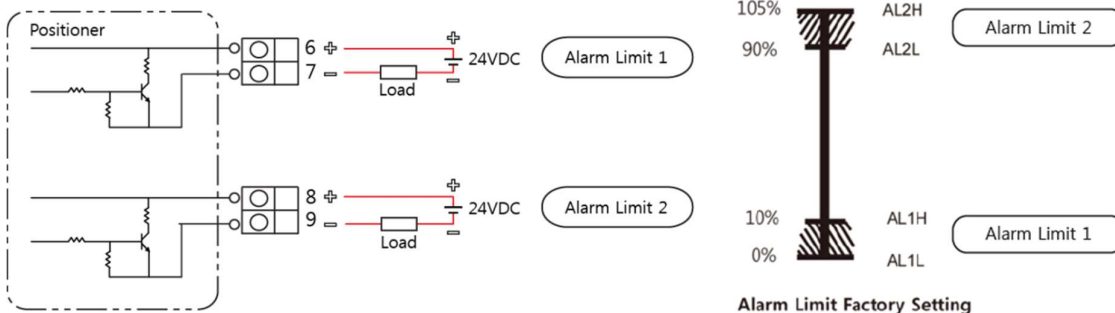 Positioner
6 +
7 -
+
24VDC
-
Load
Alarm Limit 1
8 +
9 -
+
24VDC
-
Load
Alarm Limit 2
105%
AL2H
Alarm Limit 2
90%
AL2L
10%
AL1H
Alarm Limit 1
0%
AL1L
Alarm Limit Factory Setting